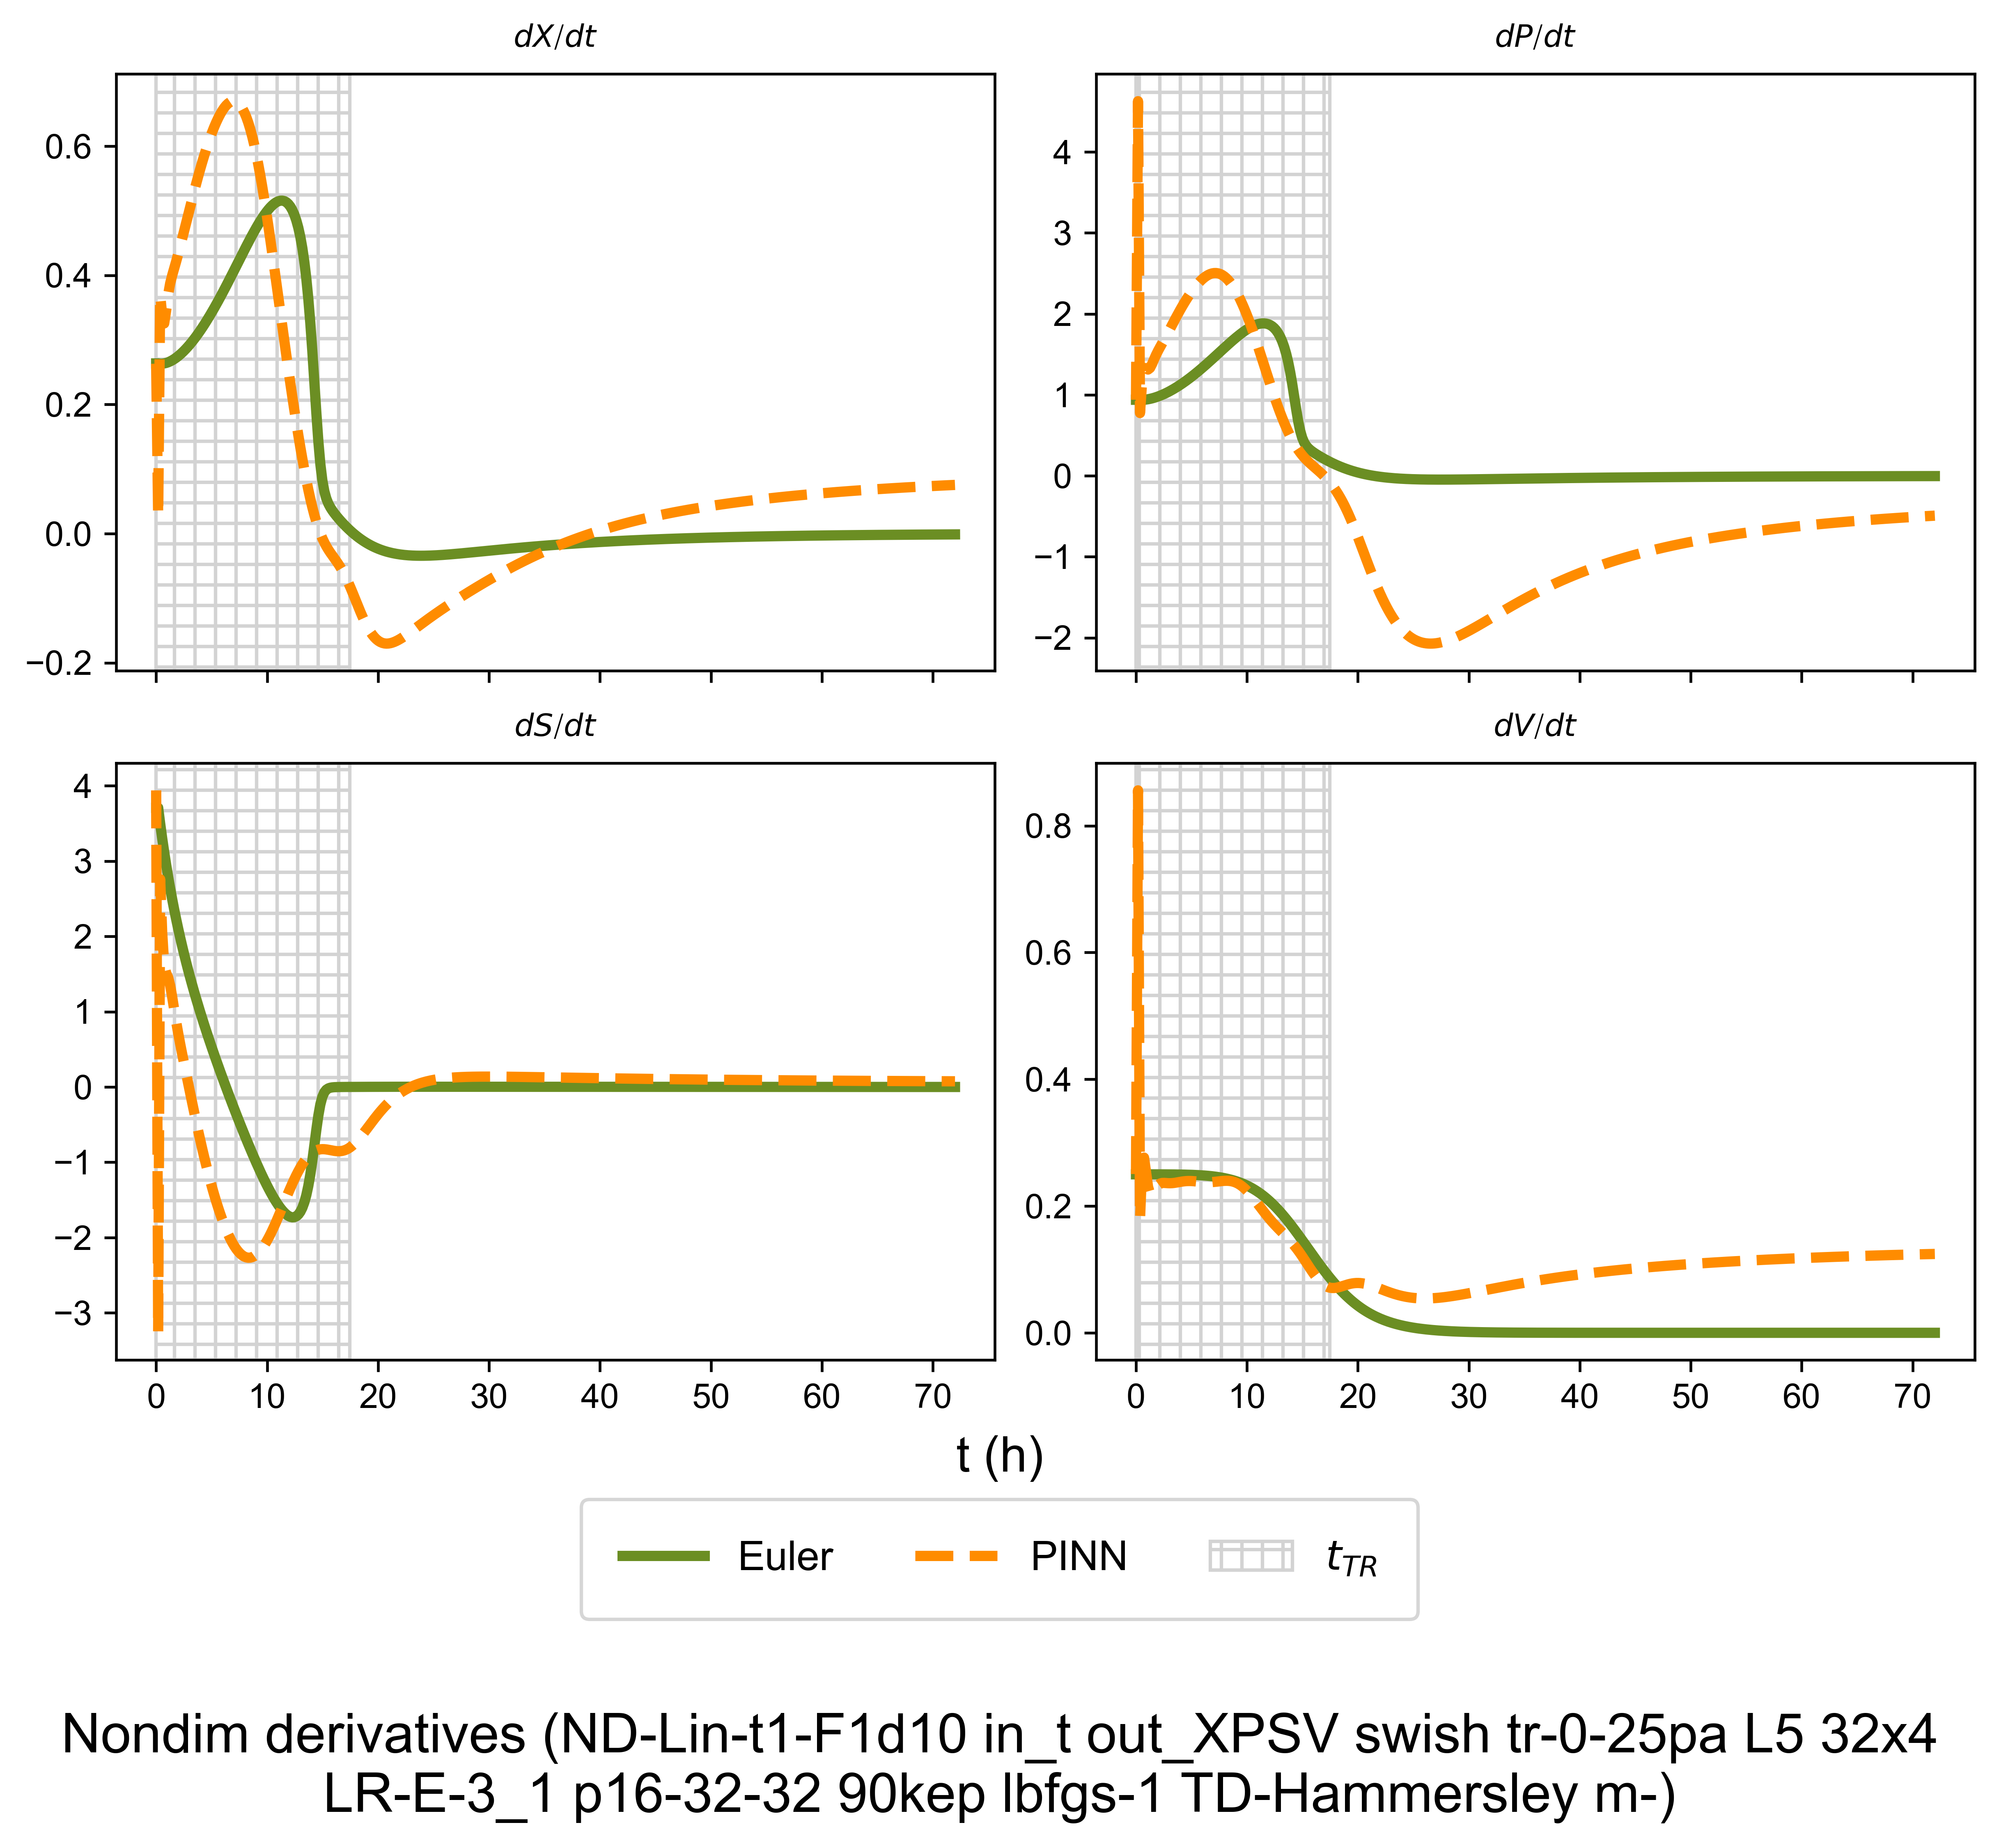 dX/dt
dP/dt
0.6
0.4
0.2
0.0
−0.2
4
3
2
1
0
−1
−2
dS/dt
dV/dt
4
3
2
1
0
−1
−2
−3
0.8
0.6
0.4
0.2
0.0
0 10 20 30 40 50 60 70
0 10 20 30 40 50 60 70
t (h)
Euler PINN t_TR
Nondim derivatives (ND-Lin-t1-F1d10 in_t out_XPSV swish tr-0-25pa L5 32x4
LR-E-3_1 p16-32-32 90kep lbfgs-1 TD-Hammersley m-)